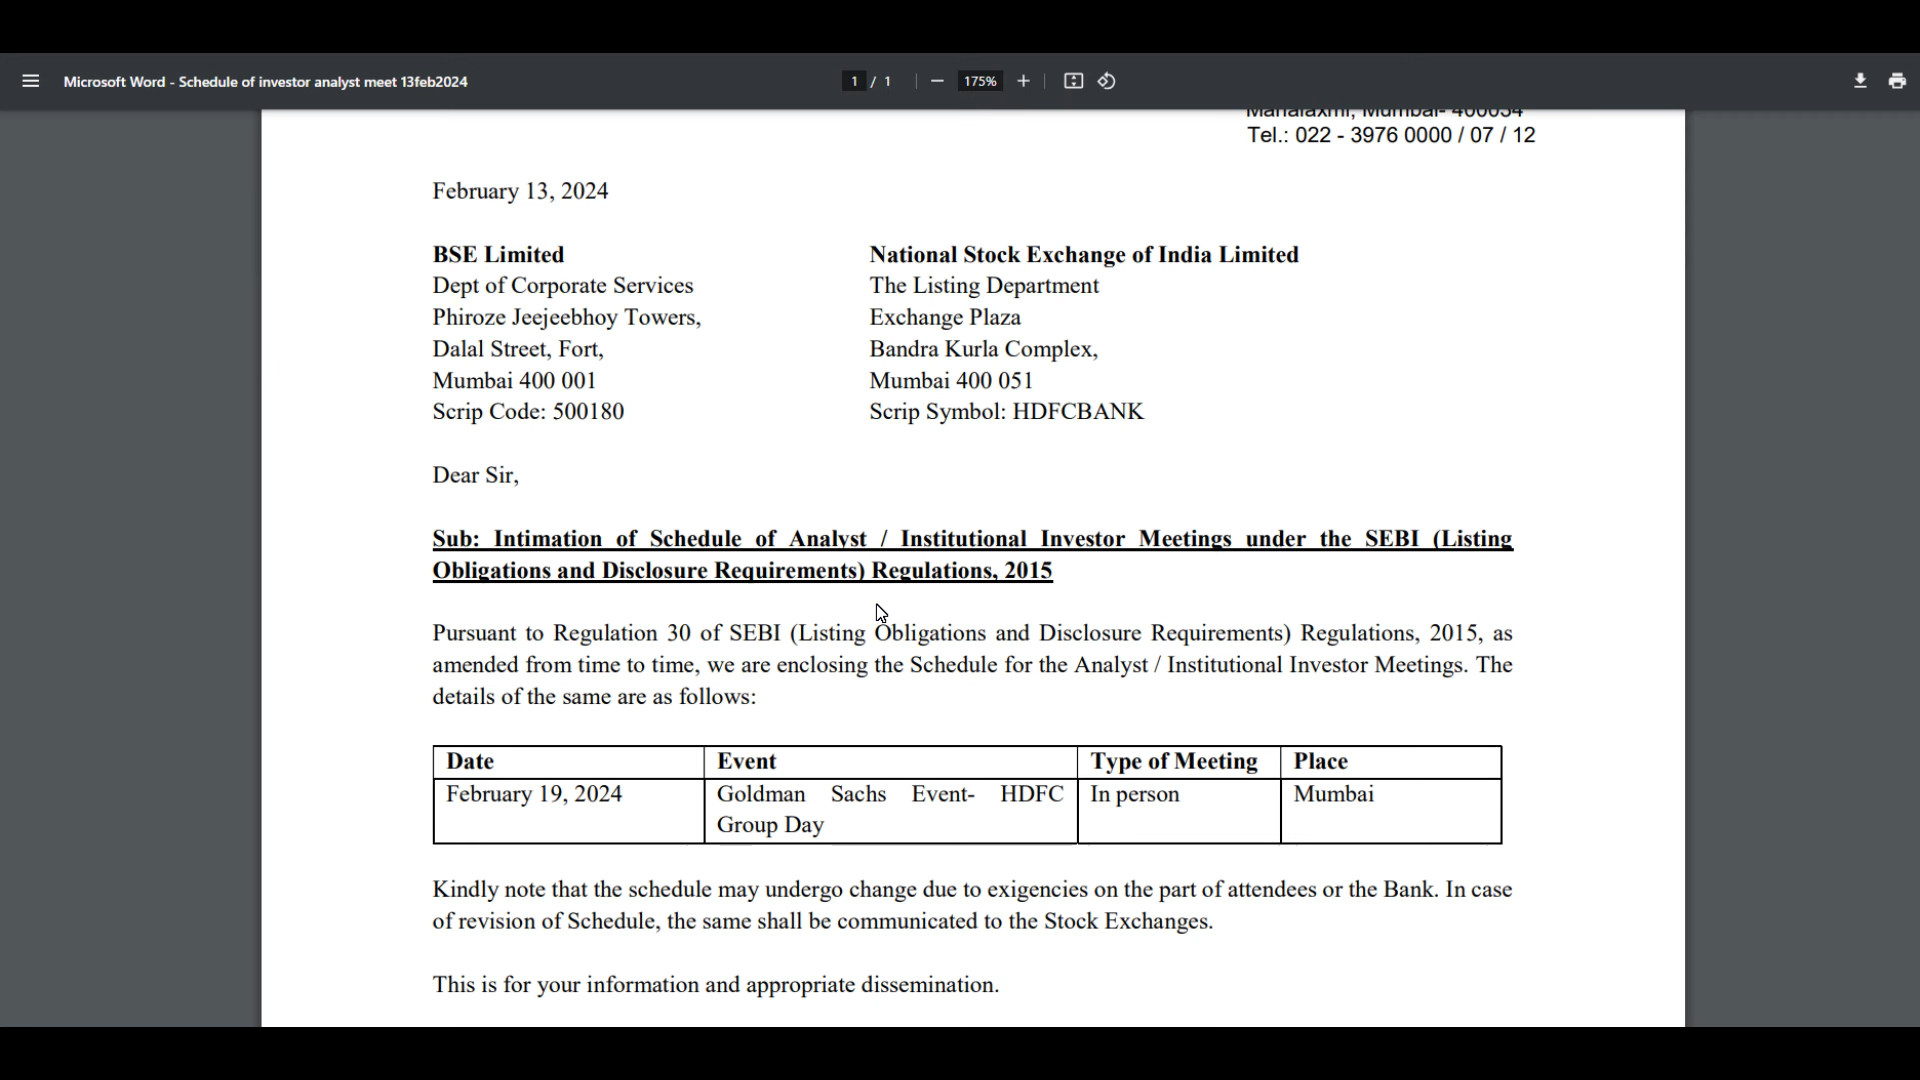 Microsoft Word - Schedule of investor analyst meet 13feb2024
1 / 1
175%
Mahalaxmi, Mumbai- 400034
Tel.: 022 - 3976 0000 / 07 / 12
February 13, 2024
BSE Limited
Dept of Corporate Services
Phiroze Jeejeebhoy Towers,
Dalal Street, Fort,
Mumbai 400 001
Scrip Code: 500180
National Stock Exchange of India Limited
The Listing Department
Exchange Plaza
Bandra Kurla Complex,
Mumbai 400 051
Scrip Symbol: HDFCBANK
Dear Sir,
Sub: Intimation of Schedule of Analyst / Institutional Investor Meetings under the SEBI (Listing
Obligations and Disclosure Requirements) Regulations, 2015
Pursuant to Regulation 30 of SEBI (Listing Obligations and Disclosure Requirements) Regulations, 2015, as
amended from time to time, we are enclosing the Schedule for the Analyst / Institutional Investor Meetings. The
details of the same are as follows:
Date Event Type of Meeting Place
February 19, 2024 Goldman Sachs Event- HDFC In person Mumbai
Group Day
Kindly note that the schedule may undergo change due to exigencies on the part of attendees or the Bank. In case
of revision of Schedule, the same shall be communicated to the Stock Exchanges.
This is for your information and appropriate dissemination.